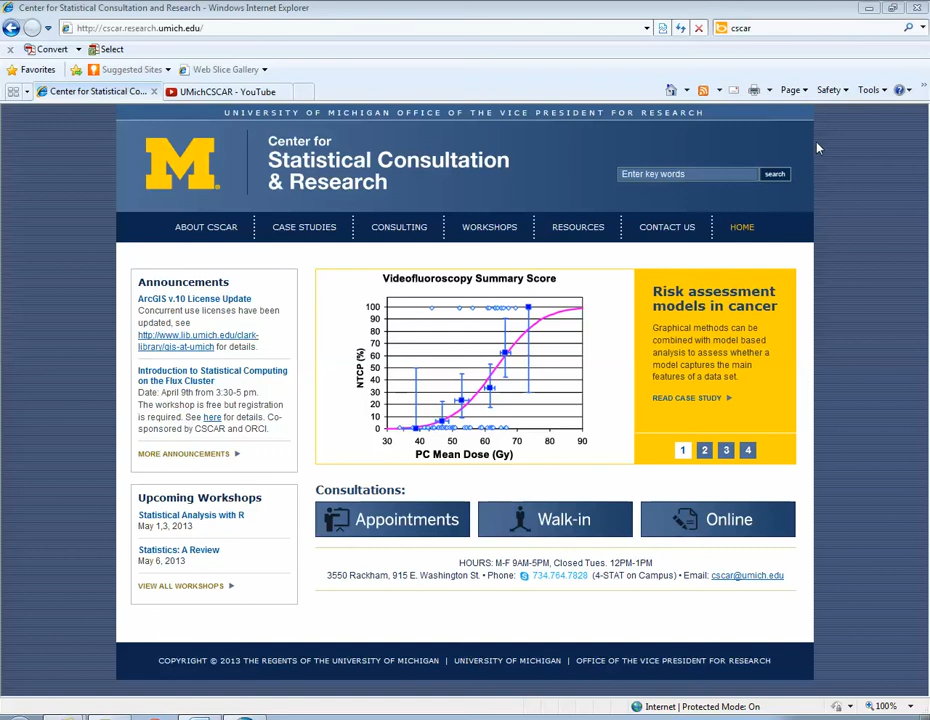 Center for Statistical Consultation and Research - Windows Internet Explorer
http://cscar.research.umich.edu/
cscar
x Convert Select
Favorites Suggested Sites Web Slice Gallery
Center for Statistical Co... x UMichCSCAR - YouTube
Page Safety Tools
UNIVERSITY OF MICHIGAN OFFICE OF THE VICE PRESIDENT FOR RESEARCH
M
Center for
Statistical Consultation
& Research
Enter key words search
ABOUT CSCAR CASE STUDIES CONSULTING WORKSHOPS RESOURCES CONTACT US HOME
Announcements
ArcGIS v.10 License Update
Concurrent use licenses have been
updated, see
http://www.lib.umich.edu/clark-
library/gis-at-umich for details.
Introduction to Statistical Computing
on the Flux Cluster
Date: April 9th from 3:30-5 pm.
The workshop is free but registration
is required. See here for details. Co-
sponsored by CSCAR and ORCI.
MORE ANNOUNCEMENTS
Upcoming Workshops
Statistical Analysis with R
May 1,3, 2013
Statistics: A Review
May 6, 2013
VIEW ALL WORKSHOPS
Videofluoroscopy Summary Score
NTCP (%)
100
90
80
70
60
50
40
30
20
10
0
30 40 50 60 70 80 90
PC Mean Dose (Gy)
Risk assessment
models in cancer
Graphical methods can be
combined with model based
analysis to assess whether a
model captures the main
features of a data set.
READ CASE STUDY
1 2 3 4
Consultations:
Appointments Walk-in Online
HOURS: M-F 9AM-5PM, Closed Tues. 12PM-1PM
3550 Rackham, 915 E. Washington St. • Phone: 734.764.7828 (4-STAT on Campus) • Email: cscar@umich.edu
COPYRIGHT © 2013 THE REGENTS OF THE UNIVERSITY OF MICHIGAN | UNIVERSITY OF MICHIGAN | OFFICE OF THE VICE PRESIDENT FOR RESEARCH
Internet | Protected Mode: On 100%